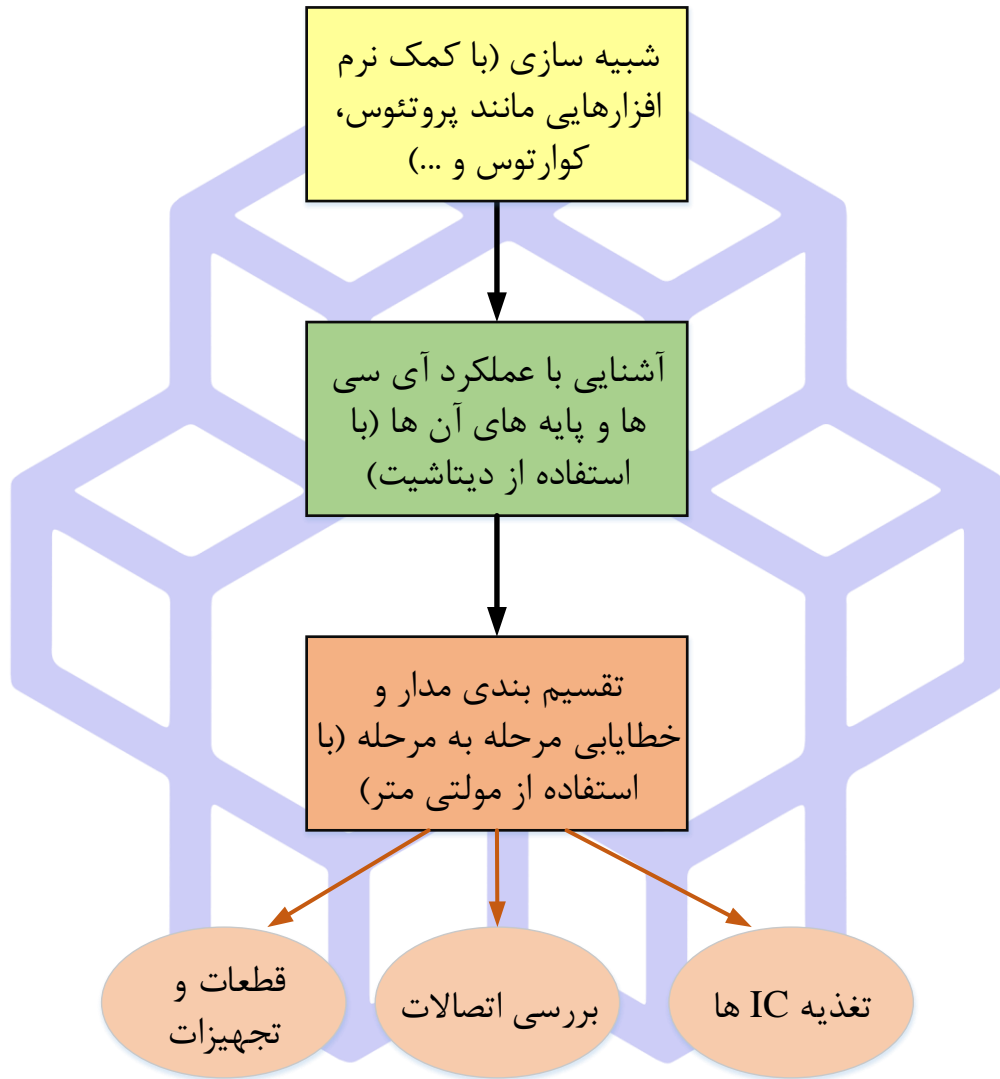 شبیه سازی (با کمک نرم
افزارهایی مانند پروتئوس،
کوارتوس و ...)
آشنایی با عملکرد آی سی
ها و پایه های آن ها (با
استفاده از دیتاشیت)
تقسیم بندی مدار و
خطایابی مرحله به مرحله (با
استفاده از مولتی متر)
تغذیه IC ها
بررسی اتصالات
قطعات و
تجهیزات